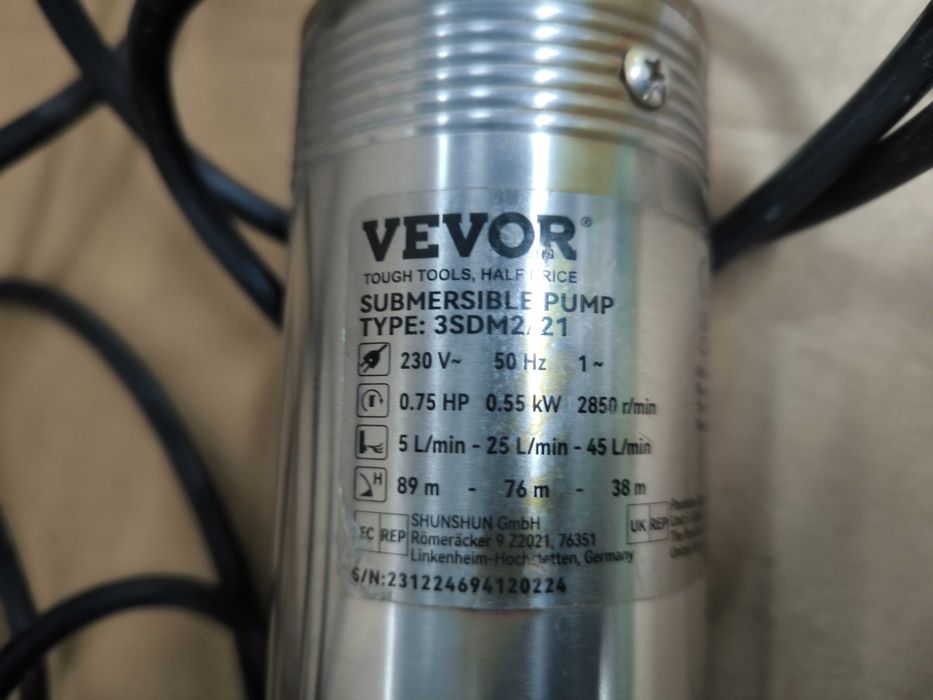 VEVOR®
TOUGH TOOLS, HALF PRICE
SUBMERSIBLE PUMP
TYPE: 3SDM2/21
230 V~ 50 Hz 1~
0.75 HP 0.55 kW 2850 r/min
5 L/min - 25 L/min - 45 L/min
H 89 m - 76 m - 38 m
EC REP
SHUNSHUN GmbH
Römeräcker 9 Z2021, 76351
Linkenheim-Hochstetten, Germany
UK REP
S/N:231224694120224